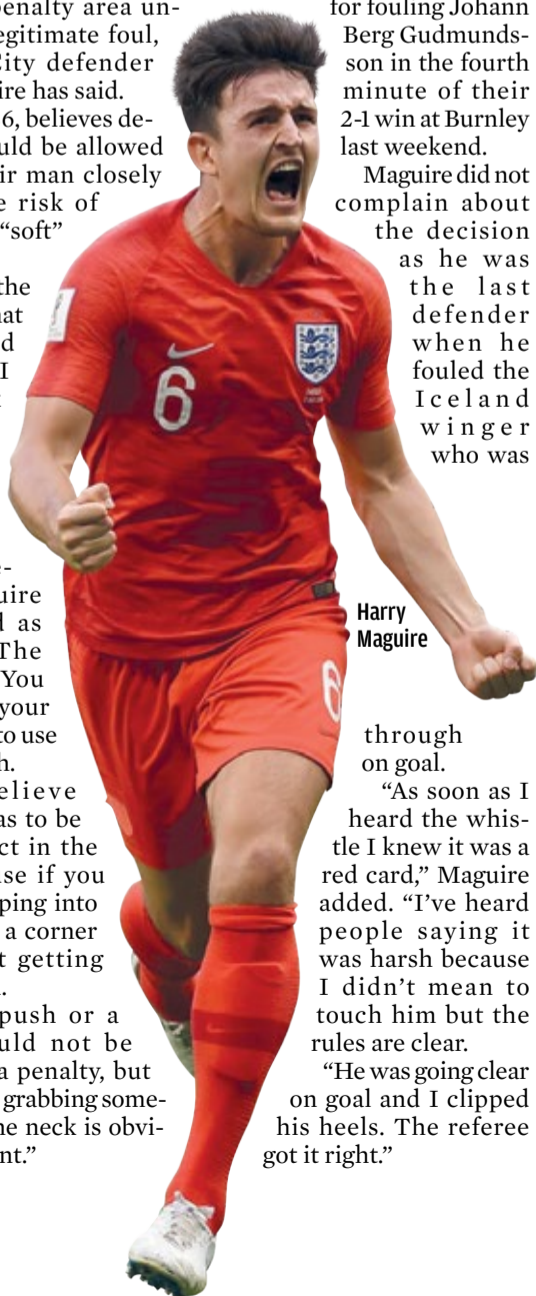 penalty area un-
egitimate foul,
City defender
ire has said.
6, believes de-
uld be allowed
ir man closely
e risk of
“soft”
the
at
d
I
e-
uire
d as
The
You
your
to use
h.
elieve
as to be
ct in the
se if you
ping into
a corner
t getting
.
push or a
uld not be
a penalty, but
grabbing some-
ne neck is obvi-
nt.”
6
6
Harry
Maguire
for fouling Johann
Berg Gudmunds-
son in the fourth
minute of their
2-1 win at Burnley
last weekend.
Maguire did not
complain about
the decision
as he was
the last
defender
when he
fouled the
Iceland
winger
who was
through
on goal.
“As soon as I
heard the whis-
tle I knew it was a
red card,” Maguire
added. “I’ve heard
people saying it
was harsh because
I didn’t mean to
touch him but the
rules are clear.
“He was going clear
on goal and I clipped
his heels. The referee
got it right.”